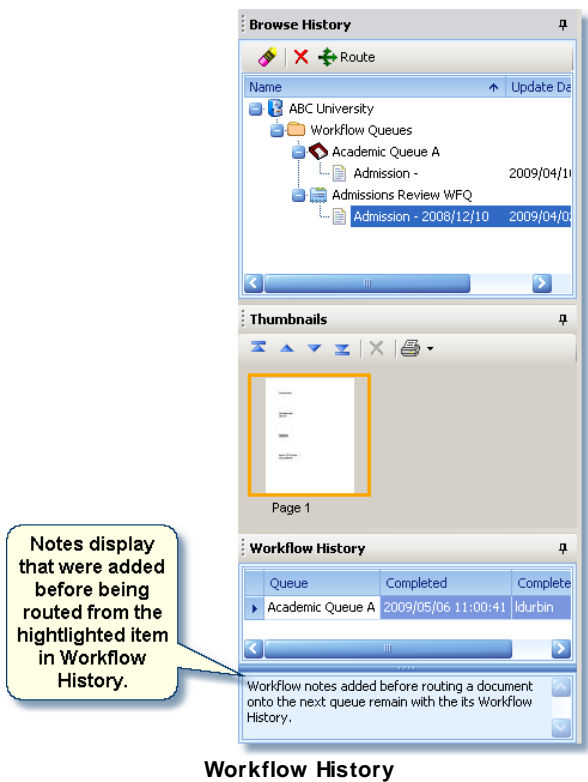 Browse History
Route
Name Update Da
ABC University
Workflow Queues
Academic Queue A
Admission - 2009/04/1
Admissions Review WFQ
Admission - 2008/12/10 2009/04/0
Thumbnails
Page 1
Workflow History
Queue Completed Complete
Academic Queue A 2009/05/06 11:00:41 ldurbin
Notes display
that were added
before being
routed from the
hightlighted item
in Workflow
History.
Workflow notes added before routing a document
onto the next queue remain with the its Workflow
History.
Workflow History